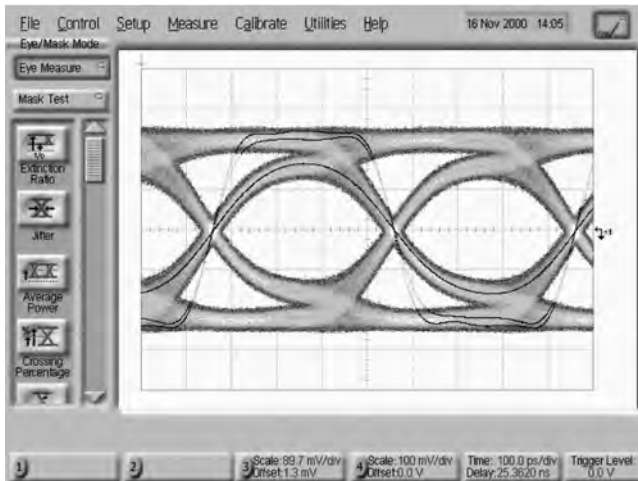 File Control Setup Measure Calibrate Utilities Help 16 Nov 2000 14:05
Eye/Mask Mode
Eye Measure
Mask Test
Extinction
Ratio
Jitter
Average
Power
Crossing
Percentage
1)
2)
3) Scale:89.7 mV/div
Offset:1.3 mV
4) Scale:100 mV/div
Offset:0.0 V
Time: 100.0 ps/div
Delay:25.3620 ns
Trigger Level:
0.0 V